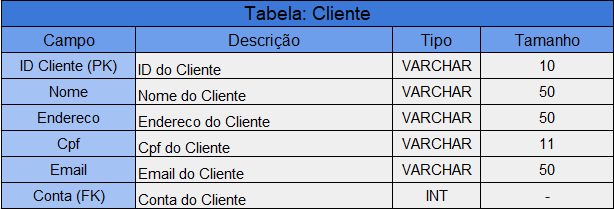 Tabela: Cliente
Campo Descrição Tipo Tamanho
ID Cliente (PK) ID do Cliente VARCHAR 10
Nome Nome do Cliente VARCHAR 50
Endereco Endereco do Cliente VARCHAR 50
Cpf Cpf do Cliente VARCHAR 11
Email Email do Cliente VARCHAR 50
Conta (FK) Conta do Cliente INT -